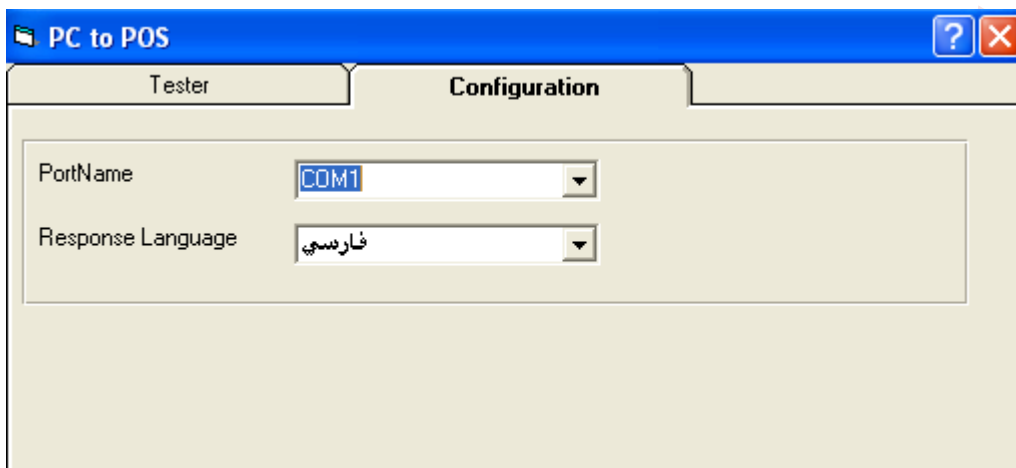 PC to POS
Tester
Configuration
PortName
COM1
Response Language
فارسي